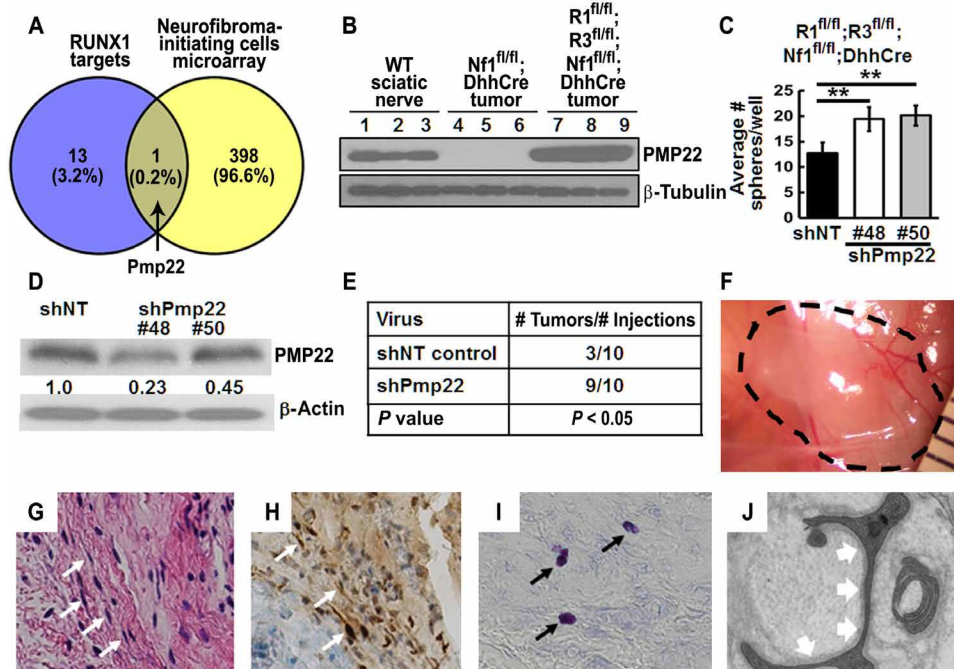 A
RUNX1
targets
Neurofibroma-
initiating cells
microarray
13
(3.2%)
1
(0.2%)
398
(96.6%)
Pmp22
B
WT
sciatic
nerve
Nf1fl/fl;
DhhCre
tumor
R1fl/fl;
R3fl/fl;
Nf1fl/fl;
DhhCre
tumor
1 2 3 4 5 6 7 8 9
PMP22
β-Tubulin
C
R1fl/fl;R3fl/fl;
Nf1fl/fl;DhhCre
**
**
Average #
spheres/well
25
20
15
10
5
0
shNT #48 #50
shPmp22
D
shNT shPmp22
#48 #50
PMP22
1.0 0.23 0.45
β-Actin
E
Virus # Tumors/# Injections
shNT control 3/10
shPmp22 9/10
P value P < 0.05
F
G
H
I
J